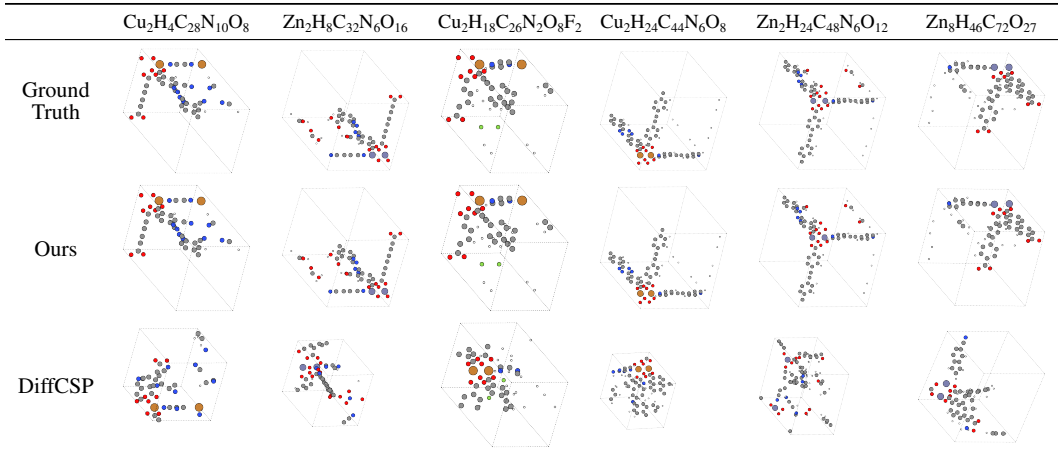 Cu₂H₄C₂₈N₁₀O₈ Zn₂H₈C₃₂N₆O₁₆ Cu₂H₁₈C₂₆N₂O₈F₂ Cu₂H₂₄C₄₄N₆O₈ Zn₂H₂₄C₄₈N₆O₁₂ Zn₈H₄₆C₇₂O₂₇
Ground
Truth
Ours
DiffCSP